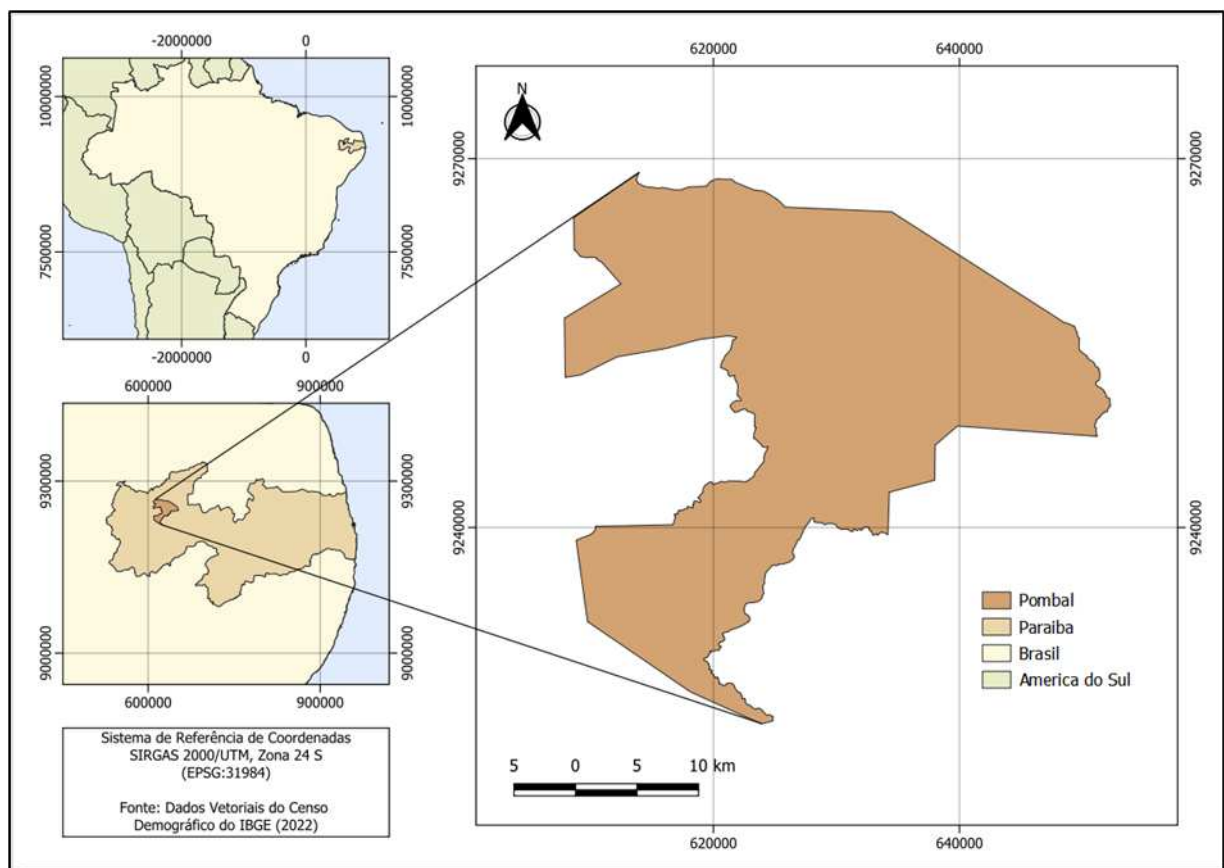 -2000000 0
10000000
10000000
7500000
7500000
-2000000 0
600000 900000
9300000
9300000
9000000
9000000
600000 900000
Sistema de Referência de Coordenadas
SIRGAS 2000/UTM, Zona 24 S
(EPSG:31984)
Fonte: Dados Vetoriais do Censo
Demográfico do IBGE (2022)
620000 640000
N
9270000
9270000
9240000
9240000
Pombal
Paraiba
Brasil
America do Sul
5 0 5 10 km
620000 640000